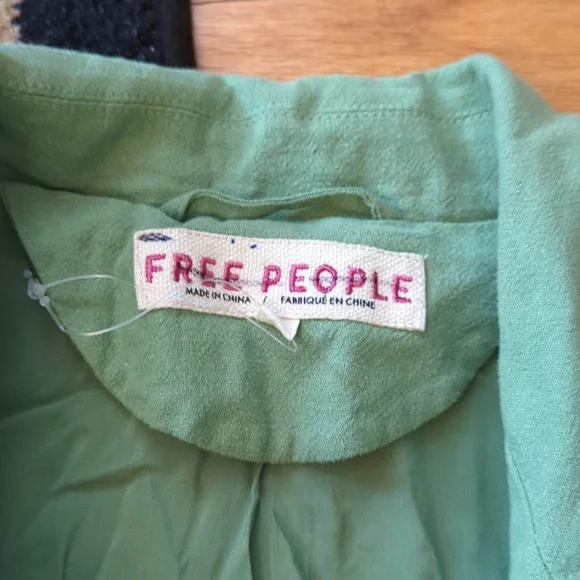 FREE PEOPLE
MADE IN CHINA / FABRIQUÉ EN CHINE